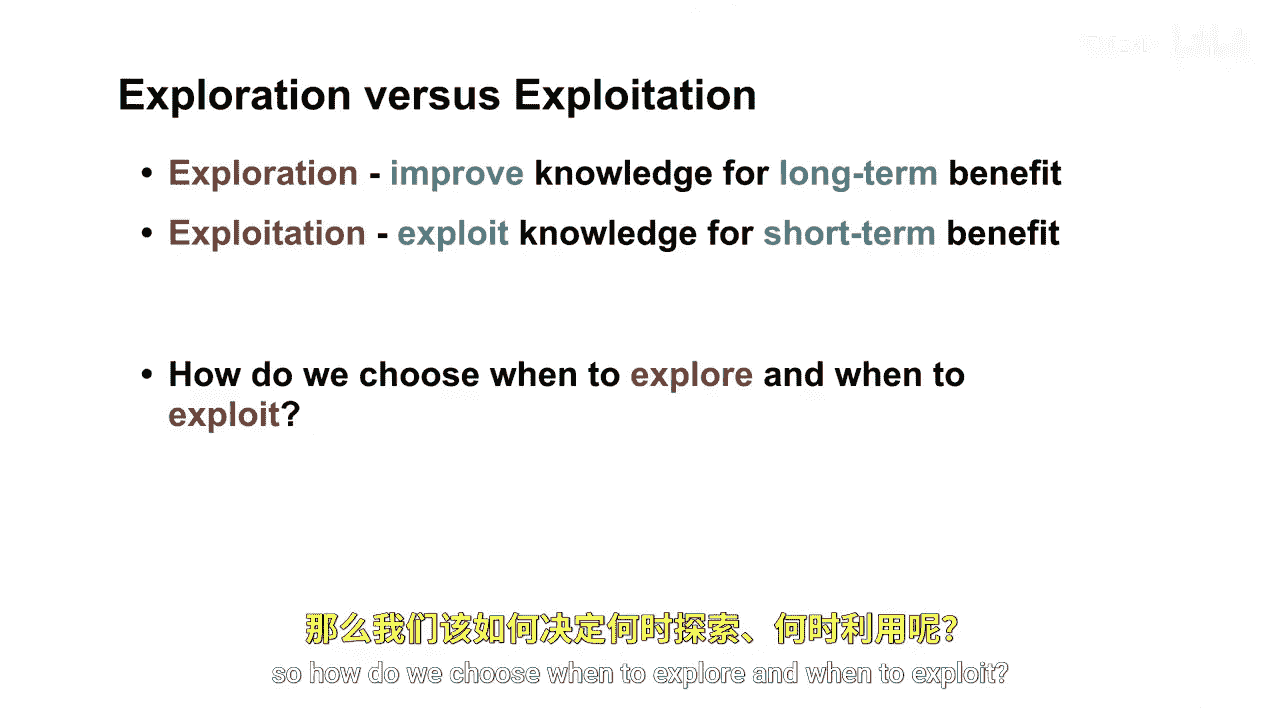 Exploration versus Exploitation
• Exploration - improve knowledge for long-term benefit
• Exploitation - exploit knowledge for short-term benefit
• How do we choose when to explore and when to
exploit?
那么我们该如何决定何时探索、何时利用呢？
so how do we choose when to explore and when to exploit?